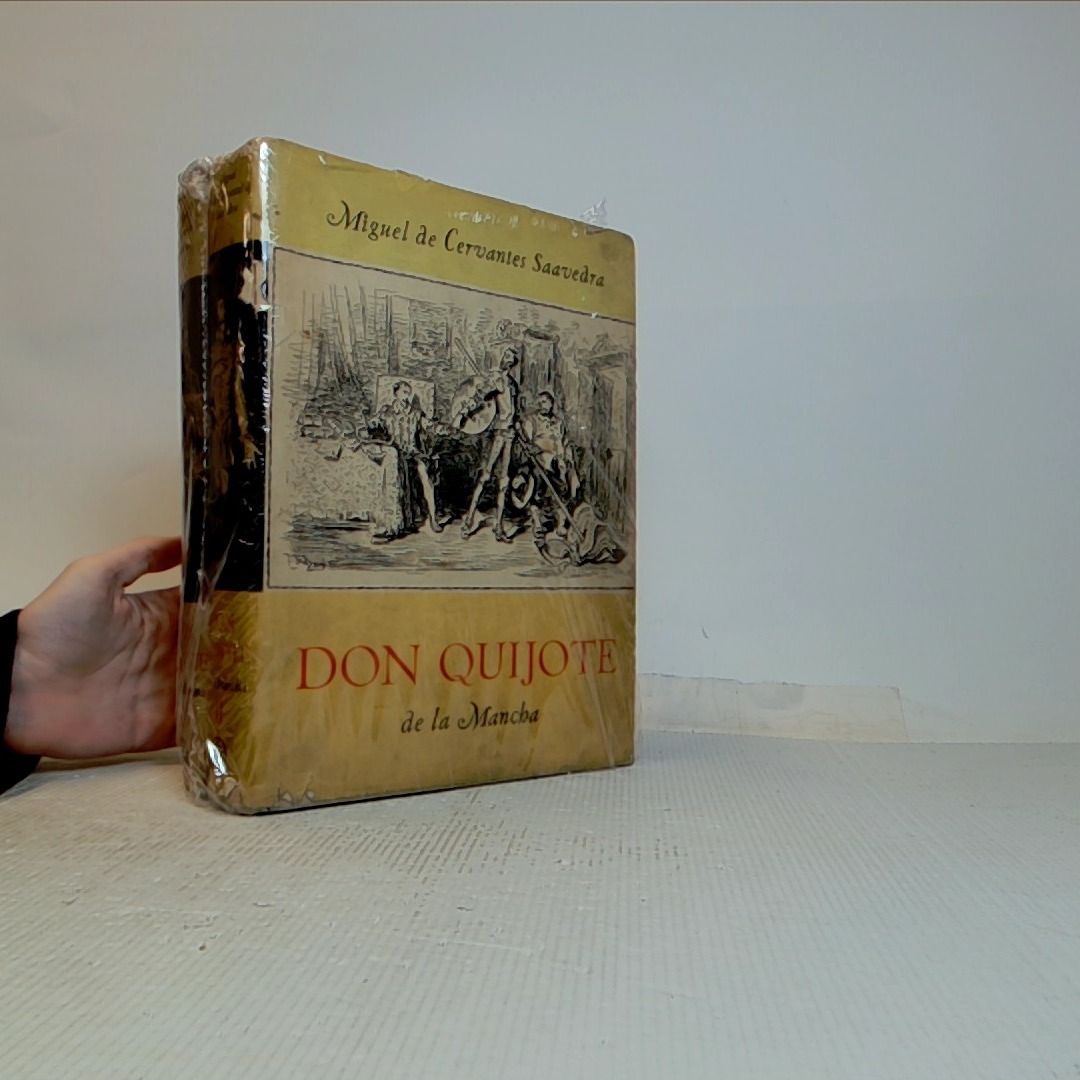 Miguel de Cervantes Saavedra
DON QUIJOTE
de la Mancha